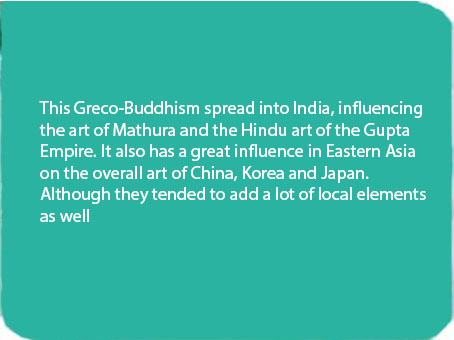 This Greco-Buddhism spread into India, influencing
the art of Mathura and the Hindu art of the Gupta
Empire. It also has a great influence in Eastern Asia
on the overall art of China, Korea and Japan.
Although they tended to add a lot of local elements
as well